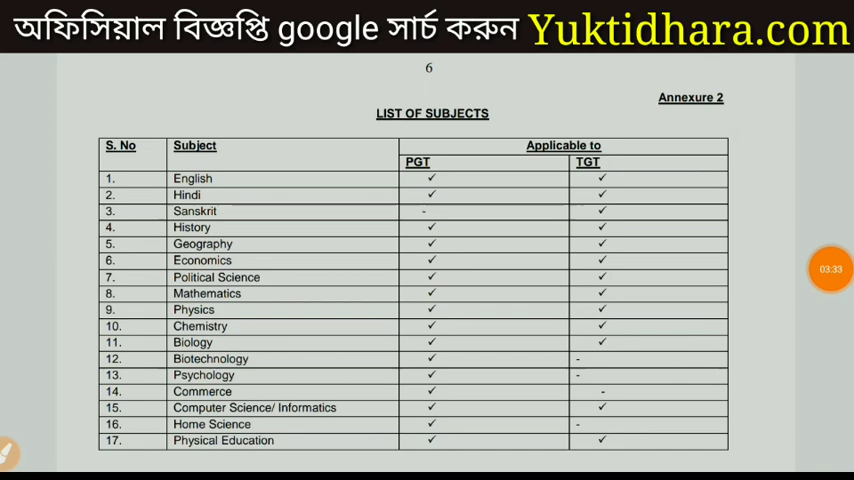 অফিসিয়াল বিজ্ঞপ্তি google সার্চ করুন Yuktidhara.com
6
Annexure 2
LIST OF SUBJECTS
S. No Subject Applicable to
PGT TGT
1. English ✓ ✓
2. Hindi ✓ ✓
3. Sanskrit - ✓
4. History ✓ ✓
5. Geography ✓ ✓
6. Economics ✓ ✓
7. Political Science ✓ ✓
8. Mathematics ✓ ✓
9. Physics ✓ ✓
10. Chemistry ✓ ✓
11. Biology ✓ ✓
12. Biotechnology ✓ -
13. Psychology ✓ -
14. Commerce ✓ -
15. Computer Science/ Informatics ✓ ✓
16. Home Science ✓ -
17. Physical Education ✓ ✓
03:33